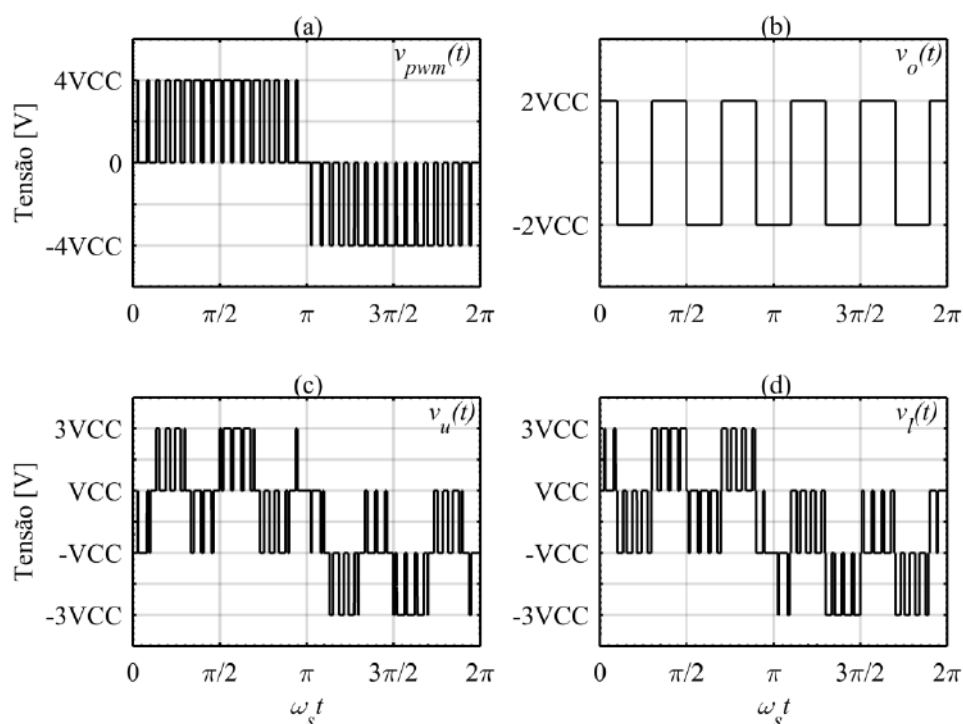 (a)
v_pwm(t)
Tensão [V]
4VCC
0
-4VCC
0 π/2 π 3π/2 2π
(b)
v_o(t)
2VCC
-2VCC
0 π/2 π 3π/2 2π
(c)
v_u(t)
Tensão [V]
3VCC
VCC
-VCC
-3VCC
0 π/2 π 3π/2 2π
ω_s t
(d)
v_l(t)
3VCC
VCC
-VCC
-3VCC
0 π/2 π 3π/2 2π
ω_s t